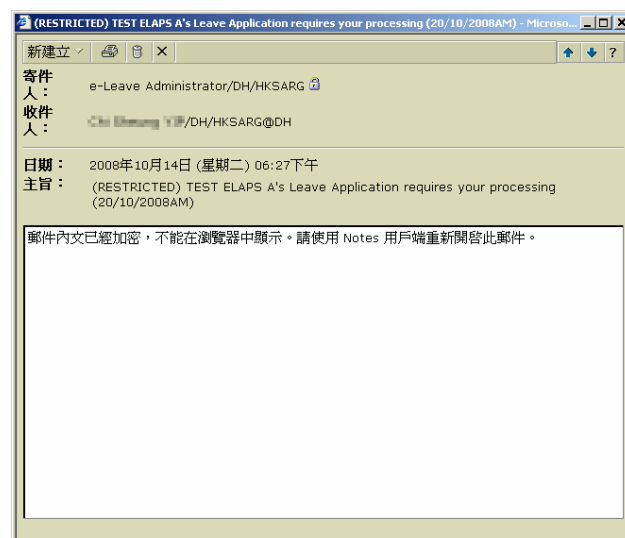 (RESTRICTED) TEST ELAPS A's Leave Application requires your processing (20/10/2008AM) - Microso...
新建立
?
寄件人： e-Leave Administrator/DH/HKSARG
收件人： /DH/HKSARG@DH
日期： 2008年10月14日 (星期二) 06:27下午
主旨： (RESTRICTED) TEST ELAPS A's Leave Application requires your processing
(20/10/2008AM)
郵件內文已經加密，不能在瀏覽器中顯示。請使用 Notes 用戶端重新開啓此郵件。